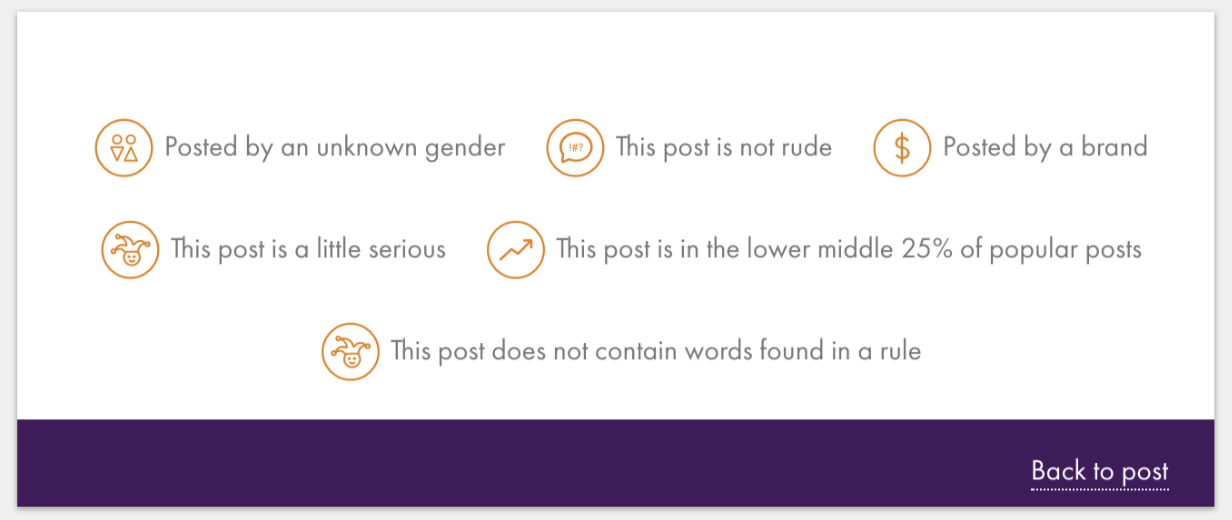 Posted by an unknown gender
!#?
This post is not rude
$
Posted by a brand
This post is a little serious
This post is in the lower middle 25% of popular posts
This post does not contain words found in a rule
Back to post